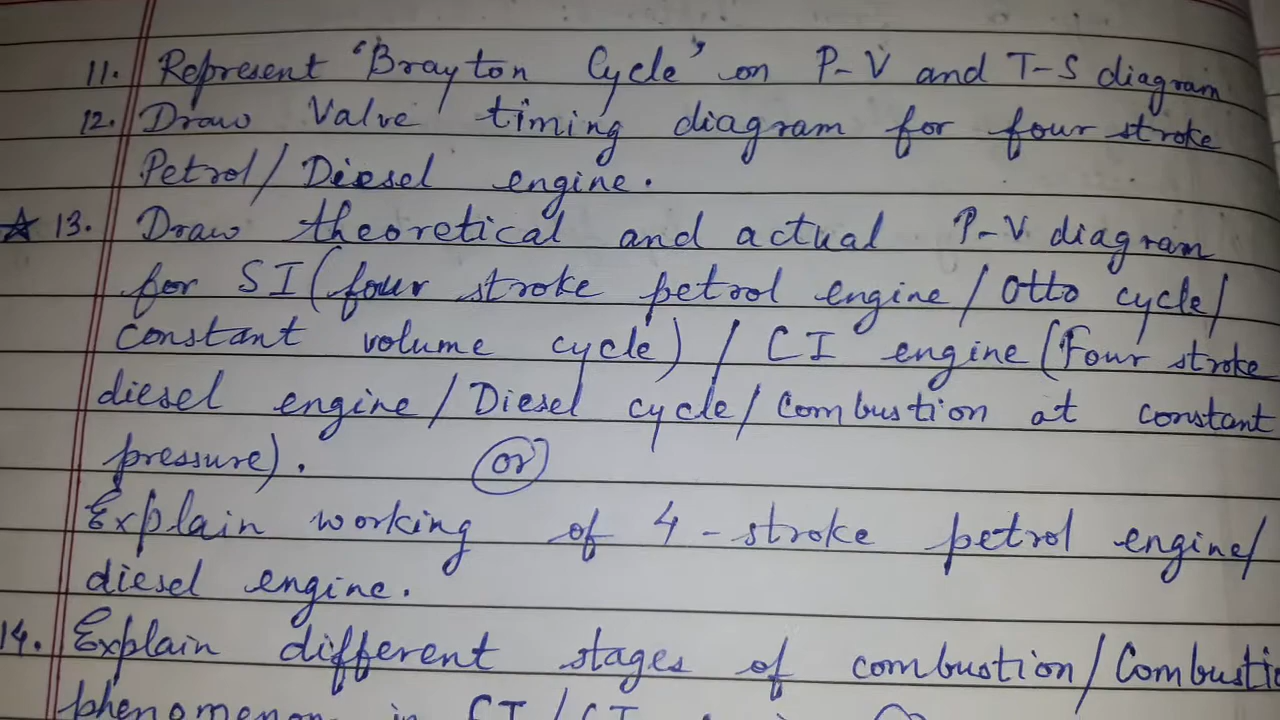 11. Represent 'Brayton Cycle' on P-V and T-S diagram
12. Draw Valve timing diagram for four stroke
Petrol/Diesel engine.
☆ 13. Draw theoretical and actual P-V diagram
for SI (four stroke petrol engine/Otto cycle/
constant volume cycle) / CI engine (Four stroke
diesel engine/Diesel cycle/Combustion at constant
pressure). or
Explain working of 4-stroke petrol engine/
diesel engine.
14. Explain different stages of combustion/Combusti
phenomenon in